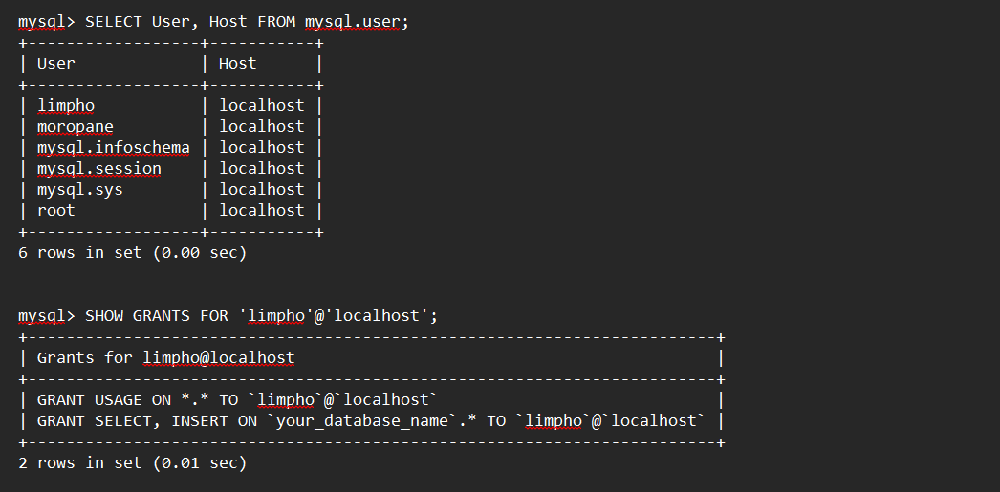 mysql> SELECT User, Host FROM mysql.user;
+------------------+-----------+
| User             | Host      |
+------------------+-----------+
| limpho           | localhost |
| moropane         | localhost |
| mysql.infoschema | localhost |
| mysql.session    | localhost |
| mysql.sys        | localhost |
| root             | localhost |
+------------------+-----------+
6 rows in set (0.00 sec)
mysql> SHOW GRANTS FOR 'limpho'@'localhost';
+------------------------------------------------------------------------+
| Grants for limpho@localhost                                            |
+------------------------------------------------------------------------+
| GRANT USAGE ON *.* TO `limpho`@`localhost`                             |
| GRANT SELECT, INSERT ON `your_database_name`.* TO `limpho`@`localhost` |
+------------------------------------------------------------------------+
2 rows in set (0.01 sec)